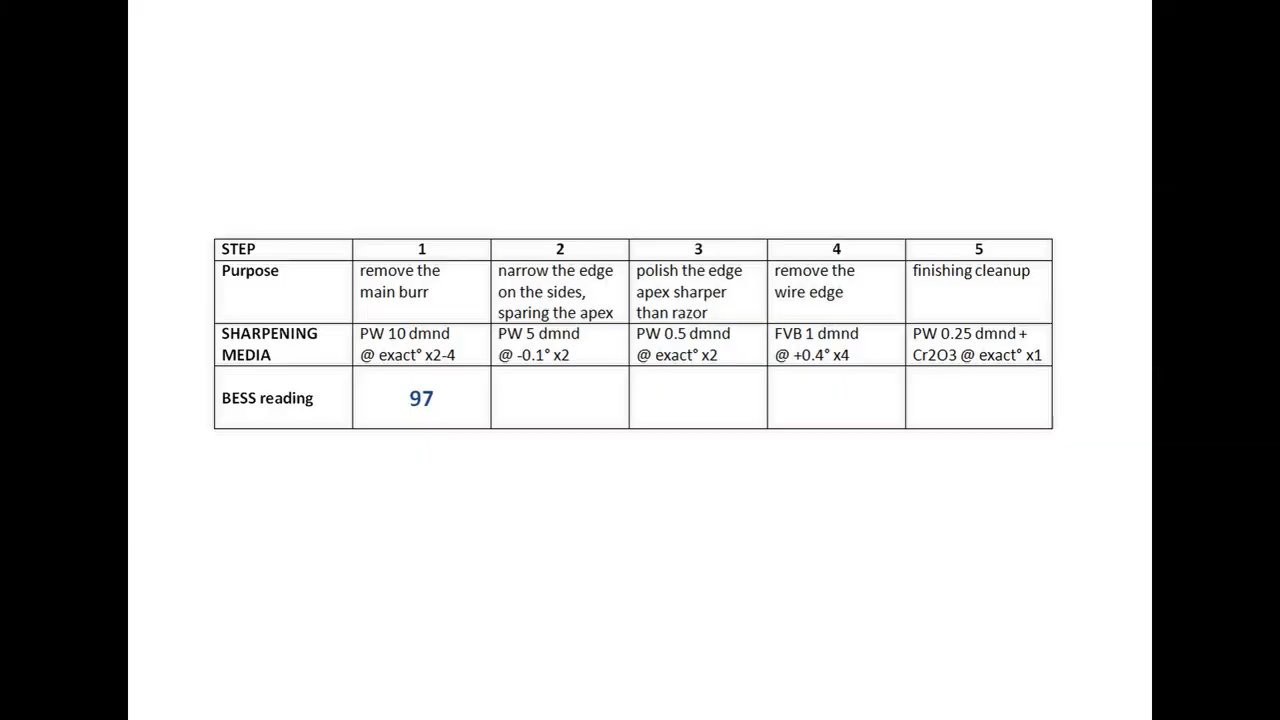 STEP 1 2 3 4 5
Purpose remove the narrow the edge polish the edge remove the finishing cleanup
main burr on the sides, apex sharper wire edge
sparing the apex than razor
SHARPENING PW 10 dmnd PW 5 dmnd PW 0.5 dmnd FVB 1 dmnd PW 0.25 dmnd +
MEDIA @ exact° x2-4 @ -0.1° x2 @ exact° x2 @ +0.4° x4 Cr2O3 @ exact° x1
BESS reading 97